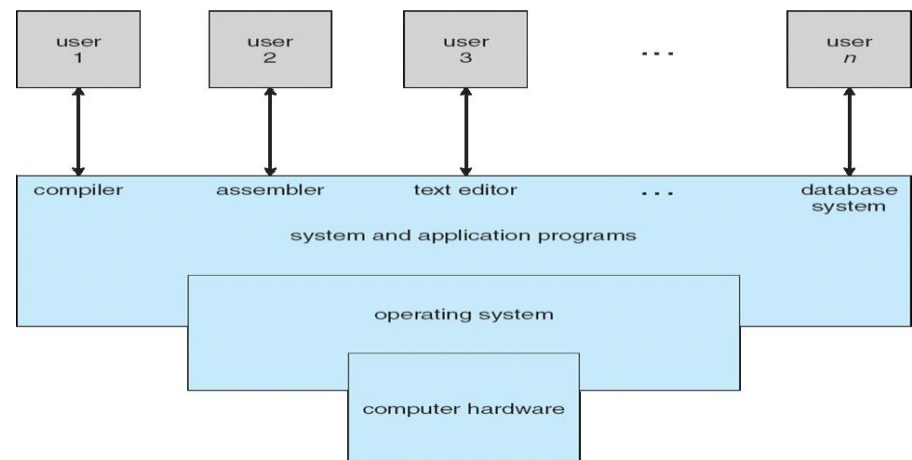 user
1
user
2
user
3
...
user
n
compiler
assembler
text editor
...
database
system
system and application programs
operating system
computer hardware